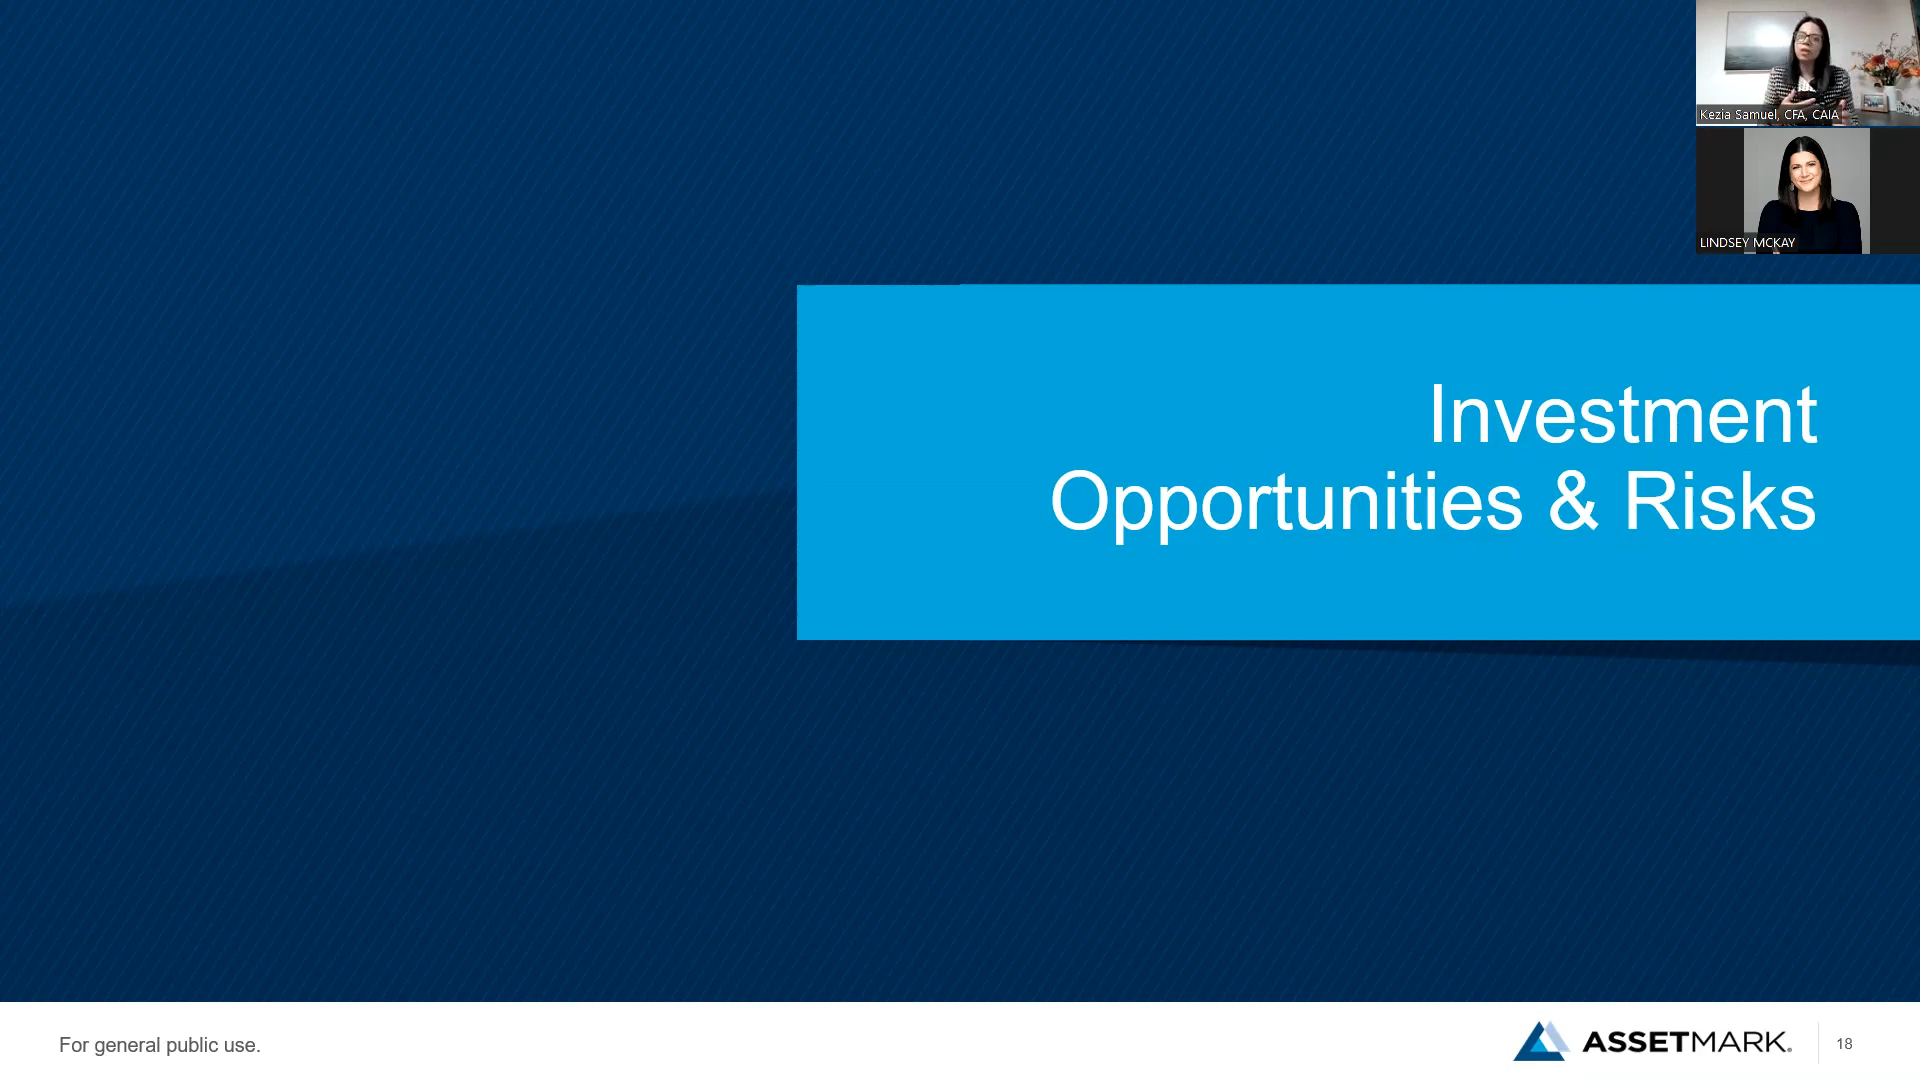 Kezia Samuel, CFA, CAIA
LINDSEY MCKAY
Investment
Opportunities & Risks
For general public use.
ASSETMARK.
18